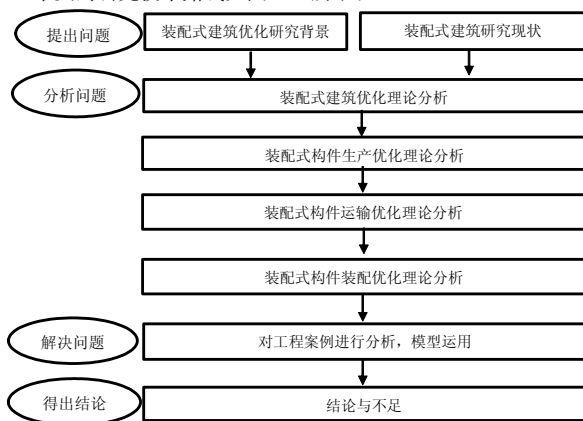 提出问题
装配式建筑优化研究背景
装配式建筑研究现状
分析问题
装配式建筑优化理论分析
装配式构件生产优化理论分析
装配式构件运输优化理论分析
装配式构件装配优化理论分析
解决问题
对工程案例进行分析，模型运用
得出结论
结论与不足